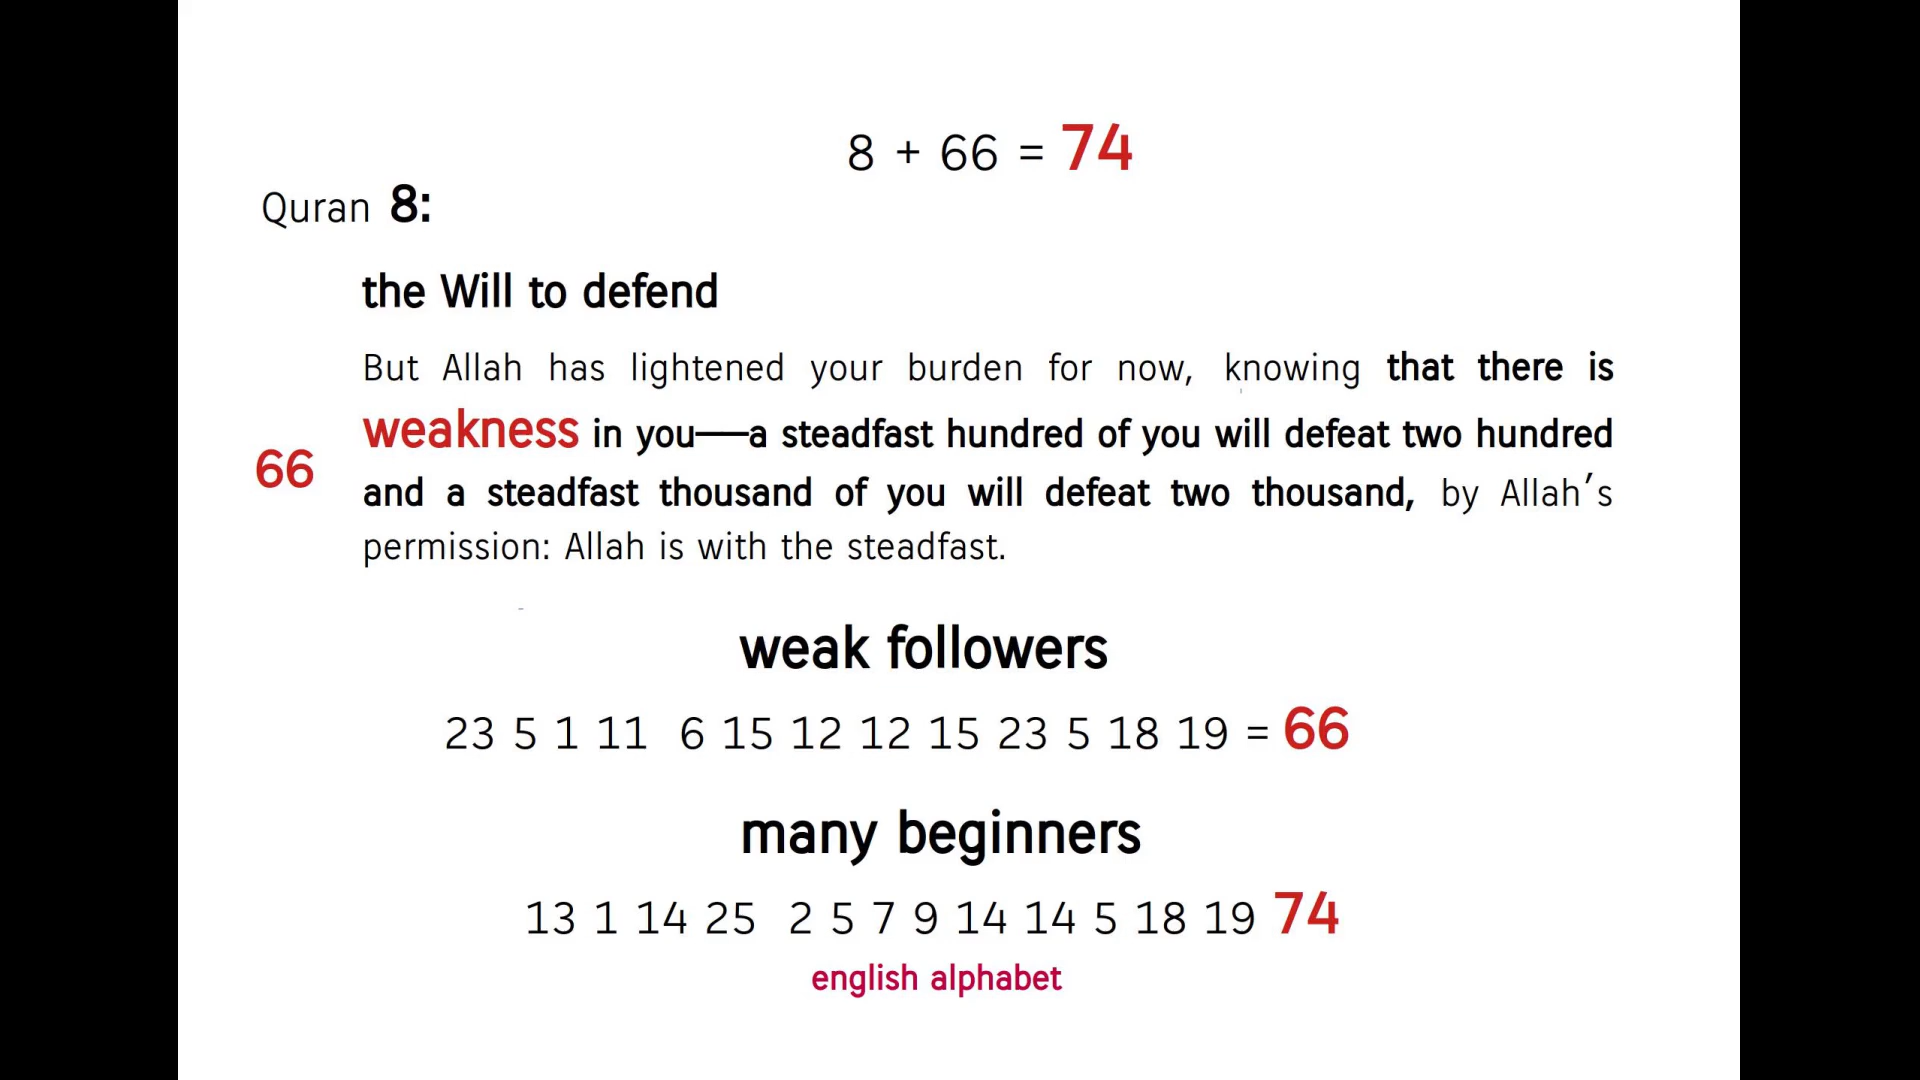 8 + 66 = 74
Quran 8:
the Will to defend
But Allah has lightened your burden for now, knowing that there is
weakness in you——a steadfast hundred of you will defeat two hundred
66
and a steadfast thousand of you will defeat two thousand, by Allah’s
permission: Allah is with the steadfast.
weak followers
23 5 1 11 6 15 12 12 15 23 5 18 19 = 66
many beginners
13 1 14 25 2 5 7 9 14 14 5 18 19 74
english alphabet